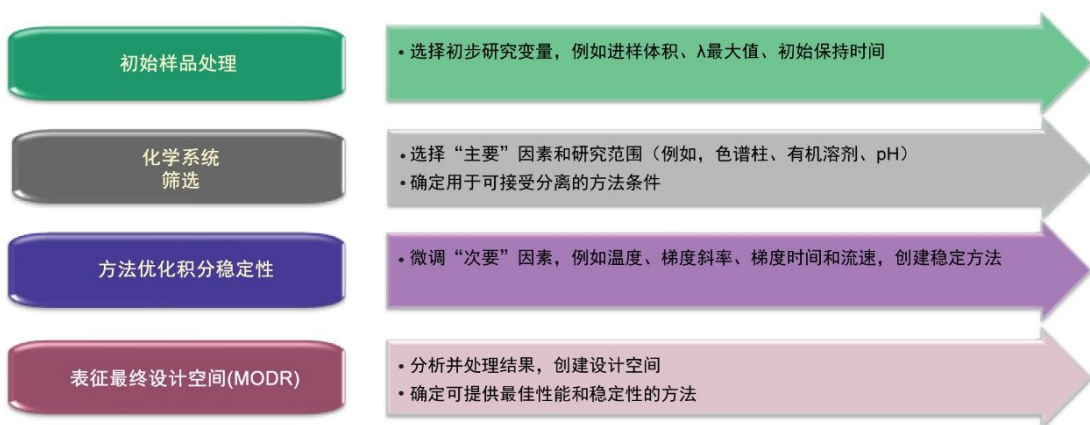 初始样品处理
• 选择初步研究变量，例如进样体积、λ最大值、初始保持时间
化学系统
筛选
• 选择“主要”因素和研究范围（例如，色谱柱、有机溶剂、pH）
• 确定用于可接受分离的方法条件
方法优化积分稳定性
• 微调“次要”因素，例如温度、梯度斜率、梯度时间和流速，创建稳定方法
表征最终设计空间(MODR)
• 分析并处理结果，创建设计空间
• 确定可提供最佳性能和稳定性的方法